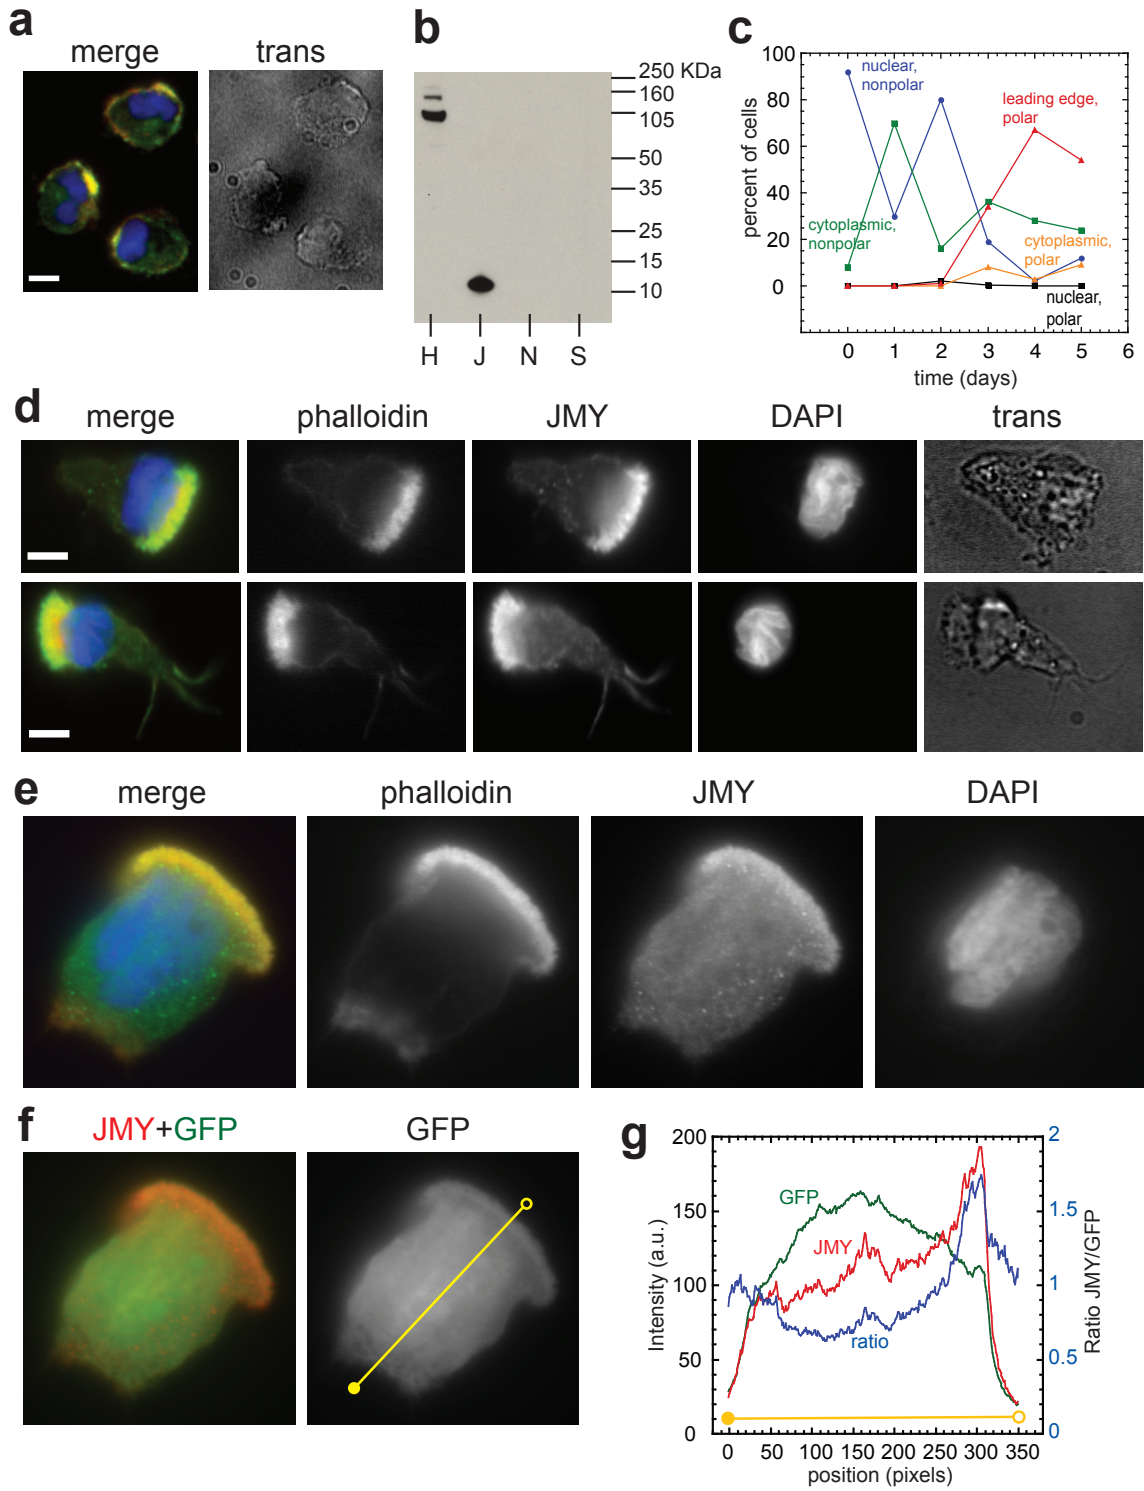 a
merge
trans
b
250 KDa
160
105
50
35
25
15
10
H
J
N
S
c
100
80
60
40
20
0
percent of cells
nuclear,
nonpolar
leading edge,
polar
cytoplasmic,
nonpolar
cytoplasmic,
polar
nuclear,
polar
0
1
2
3
4
5
6
time (days)
d
merge
phalloidin
JMY
DAPI
trans
e
merge
phalloidin
JMY
DAPI
f
JMY+GFP
GFP
g
200
150
100
50
0
Intensity (a.u.)
GFP
JMY
ratio
2
1.5
1
0.5
0
Ratio JMY/GFP
0
50
100
150
200
250
300
350
position (pixels)